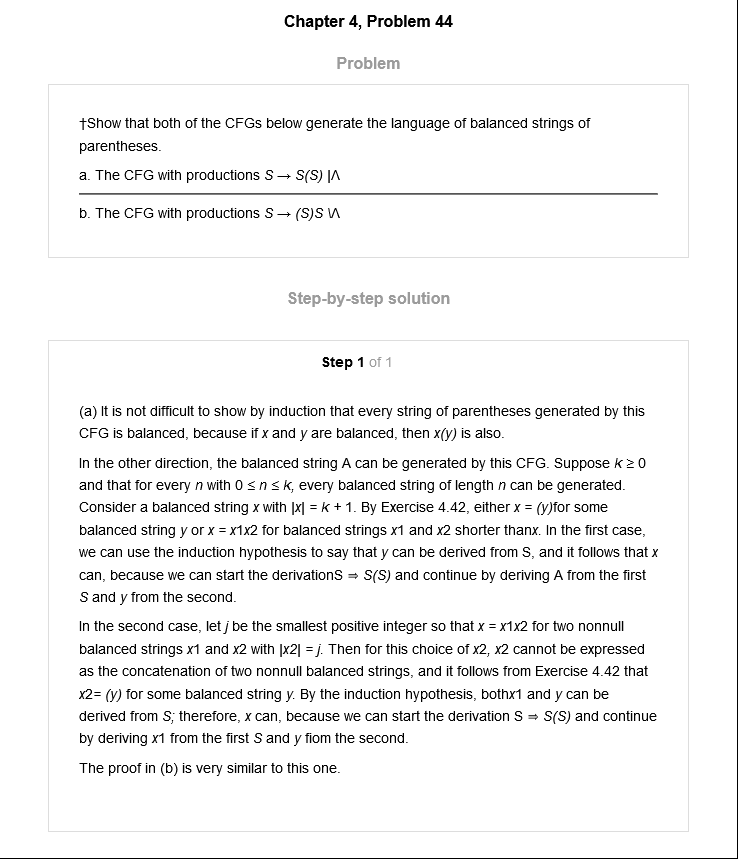 Chapter 4, Problem 44
Problem
†Show that both of the CFGs below generate the language of balanced strings of
parentheses.
a. The CFG with productions S → S(S) |Λ
b. The CFG with productions S → (S)S \Λ
Step-by-step solution
Step 1 of 1
(a) It is not difficult to show by induction that every string of parentheses generated by this
CFG is balanced, because if x and y are balanced, then x(y) is also.
In the other direction, the balanced string A can be generated by this CFG. Suppose k ≥ 0
and that for every n with 0 ≤ n ≤ k, every balanced string of length n can be generated.
Consider a balanced string x with |x| = k + 1. By Exercise 4.42, either x = (y)for some
balanced string y or x = x1x2 for balanced strings x1 and x2 shorter thanx. In the first case,
we can use the induction hypothesis to say that y can be derived from S, and it follows that x
can, because we can start the derivationS ⇒ S(S) and continue by deriving A from the first
S and y from the second.
In the second case, let j be the smallest positive integer so that x = x1x2 for two nonnull
balanced strings x1 and x2 with |x2| = j. Then for this choice of x2, x2 cannot be expressed
as the concatenation of two nonnull balanced strings, and it follows from Exercise 4.42 that
x2= (y) for some balanced string y. By the induction hypothesis, bothx1 and y can be
derived from S; therefore, x can, because we can start the derivation S ⇒ S(S) and continue
by deriving x1 from the first S and y fiom the second.
The proof in (b) is very similar to this one.